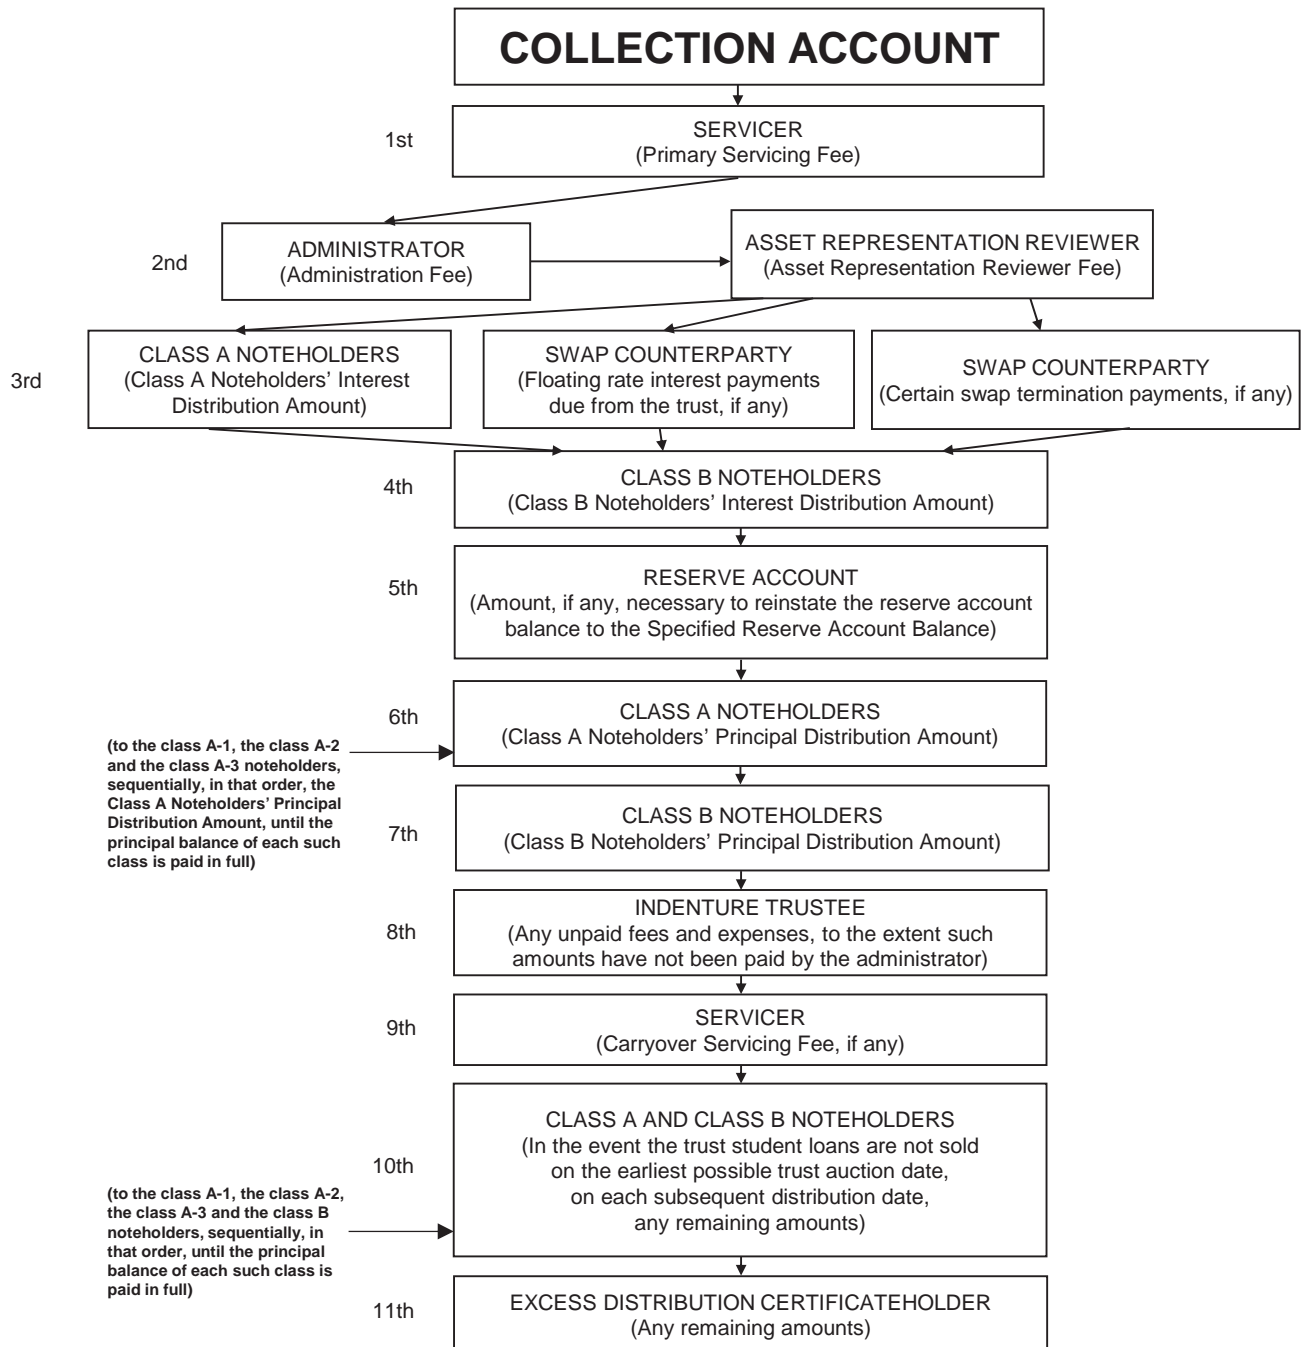 COLLECTION ACCOUNT
1st
SERVICER
(Primary Servicing Fee)
2nd
ADMINISTRATOR
(Administration Fee)
ASSET REPRESENTATION REVIEWER
(Asset Representation Reviewer Fee)
3rd
CLASS A NOTEHOLDERS
(Class A Noteholders’ Interest
Distribution Amount)
SWAP COUNTERPARTY
(Floating rate interest payments
due from the trust, if any)
SWAP COUNTERPARTY
(Certain swap termination payments, if any)
4th
CLASS B NOTEHOLDERS
(Class B Noteholders’ Interest Distribution Amount)
5th
RESERVE ACCOUNT
(Amount, if any, necessary to reinstate the reserve account
balance to the Specified Reserve Account Balance)
6th
CLASS A NOTEHOLDERS
(Class A Noteholders’ Principal Distribution Amount)
(to the class A-1, the class A-2
and the class A-3 noteholders,
sequentially, in that order, the
Class A Noteholders’ Principal
Distribution Amount, until the
principal balance of each such
class is paid in full)
7th
CLASS B NOTEHOLDERS
(Class B Noteholders’ Principal Distribution Amount)
8th
INDENTURE TRUSTEE
(Any unpaid fees and expenses, to the extent such
amounts have not been paid by the administrator)
9th
SERVICER
(Carryover Servicing Fee, if any)
10th
CLASS A AND CLASS B NOTEHOLDERS
(In the event the trust student loans are not sold
on the earliest possible trust auction date,
on each subsequent distribution date,
any remaining amounts)
(to the class A-1, the class A-2,
the class A-3 and the class B
noteholders, sequentially, in
that order, until the principal
balance of each such class is
paid in full)
11th
EXCESS DISTRIBUTION CERTIFICATEHOLDER
(Any remaining amounts)